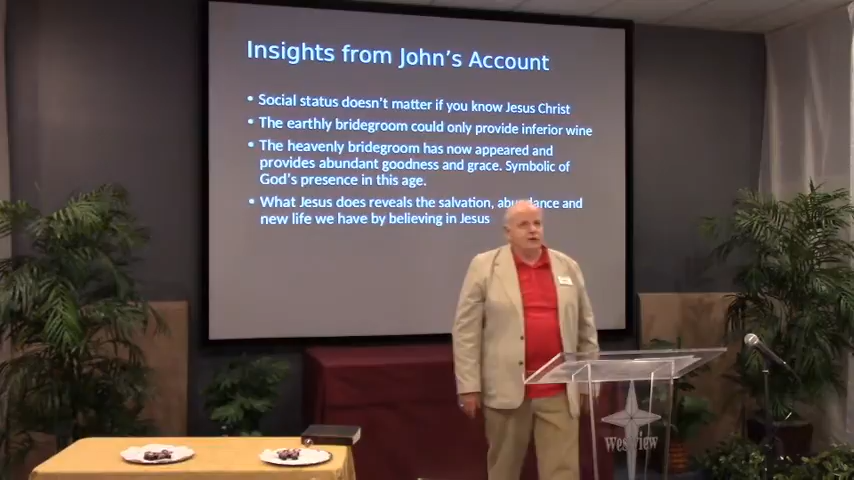 Insights from John's Account
• Social status doesn't matter if you know Jesus Christ
• The earthly bridegroom could only provide inferior wine
• The heavenly bridegroom has now appeared and
provides abundant goodness and grace. Symbolic of
God's presence in this age.
• What Jesus does reveals the salvation, abundance and
new life we have by believing in Jesus
Westview